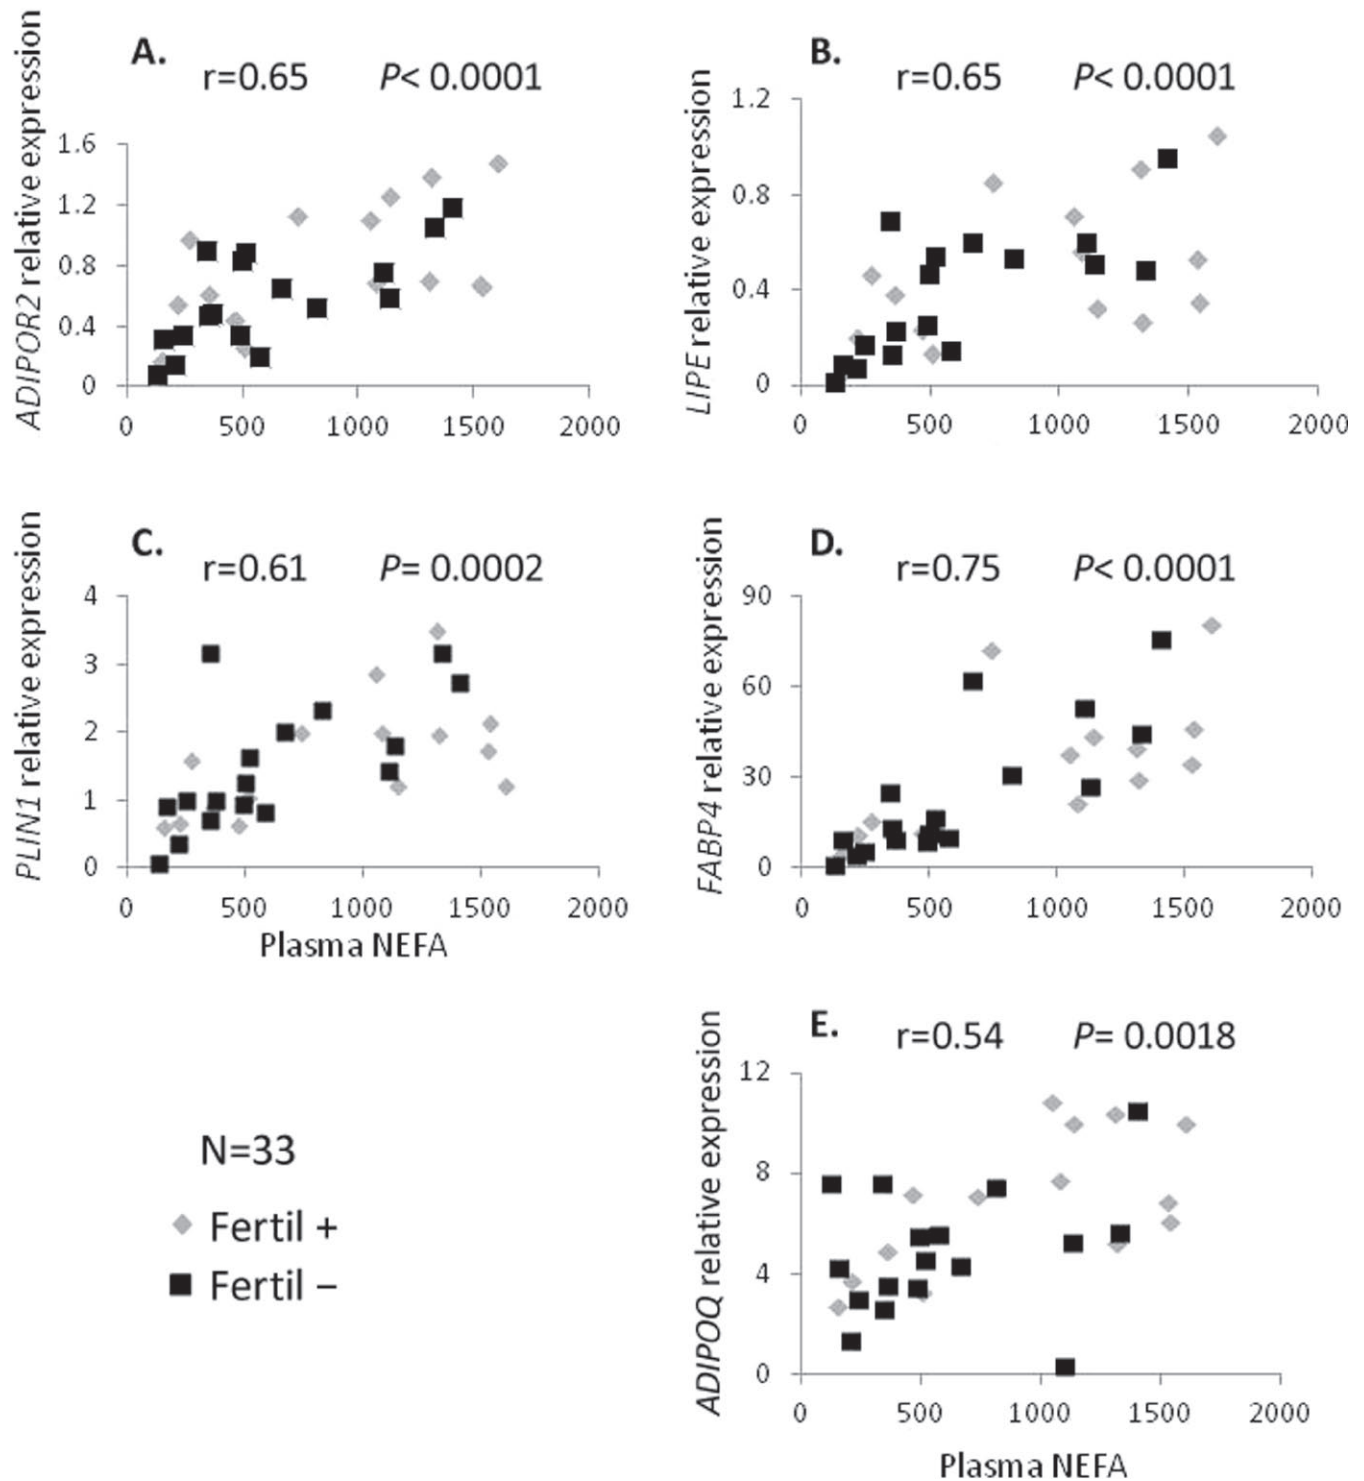 A.
r=0.65 P< 0.0001
ADIPOR2 relative expression
1.6
1.2
0.8
0.4
0
0 500 1000 1500 2000
B.
r=0.65 P< 0.0001
LIPE relative expression
1.2
0.8
0.4
0
0 500 1000 1500 2000
C.
r=0.61 P= 0.0002
PLIN1 relative expression
4
3
2
1
0
0 500 1000 1500 2000
Plasma NEFA
D.
r=0.75 P< 0.0001
FABP4 relative expression
90
60
30
0
0 500 1000 1500 2000
E.
r=0.54 P= 0.0018
ADIPOQ relative expression
12
8
4
0
0 500 1000 1500 2000
Plasma NEFA
N=33
Fertil +
Fertil –